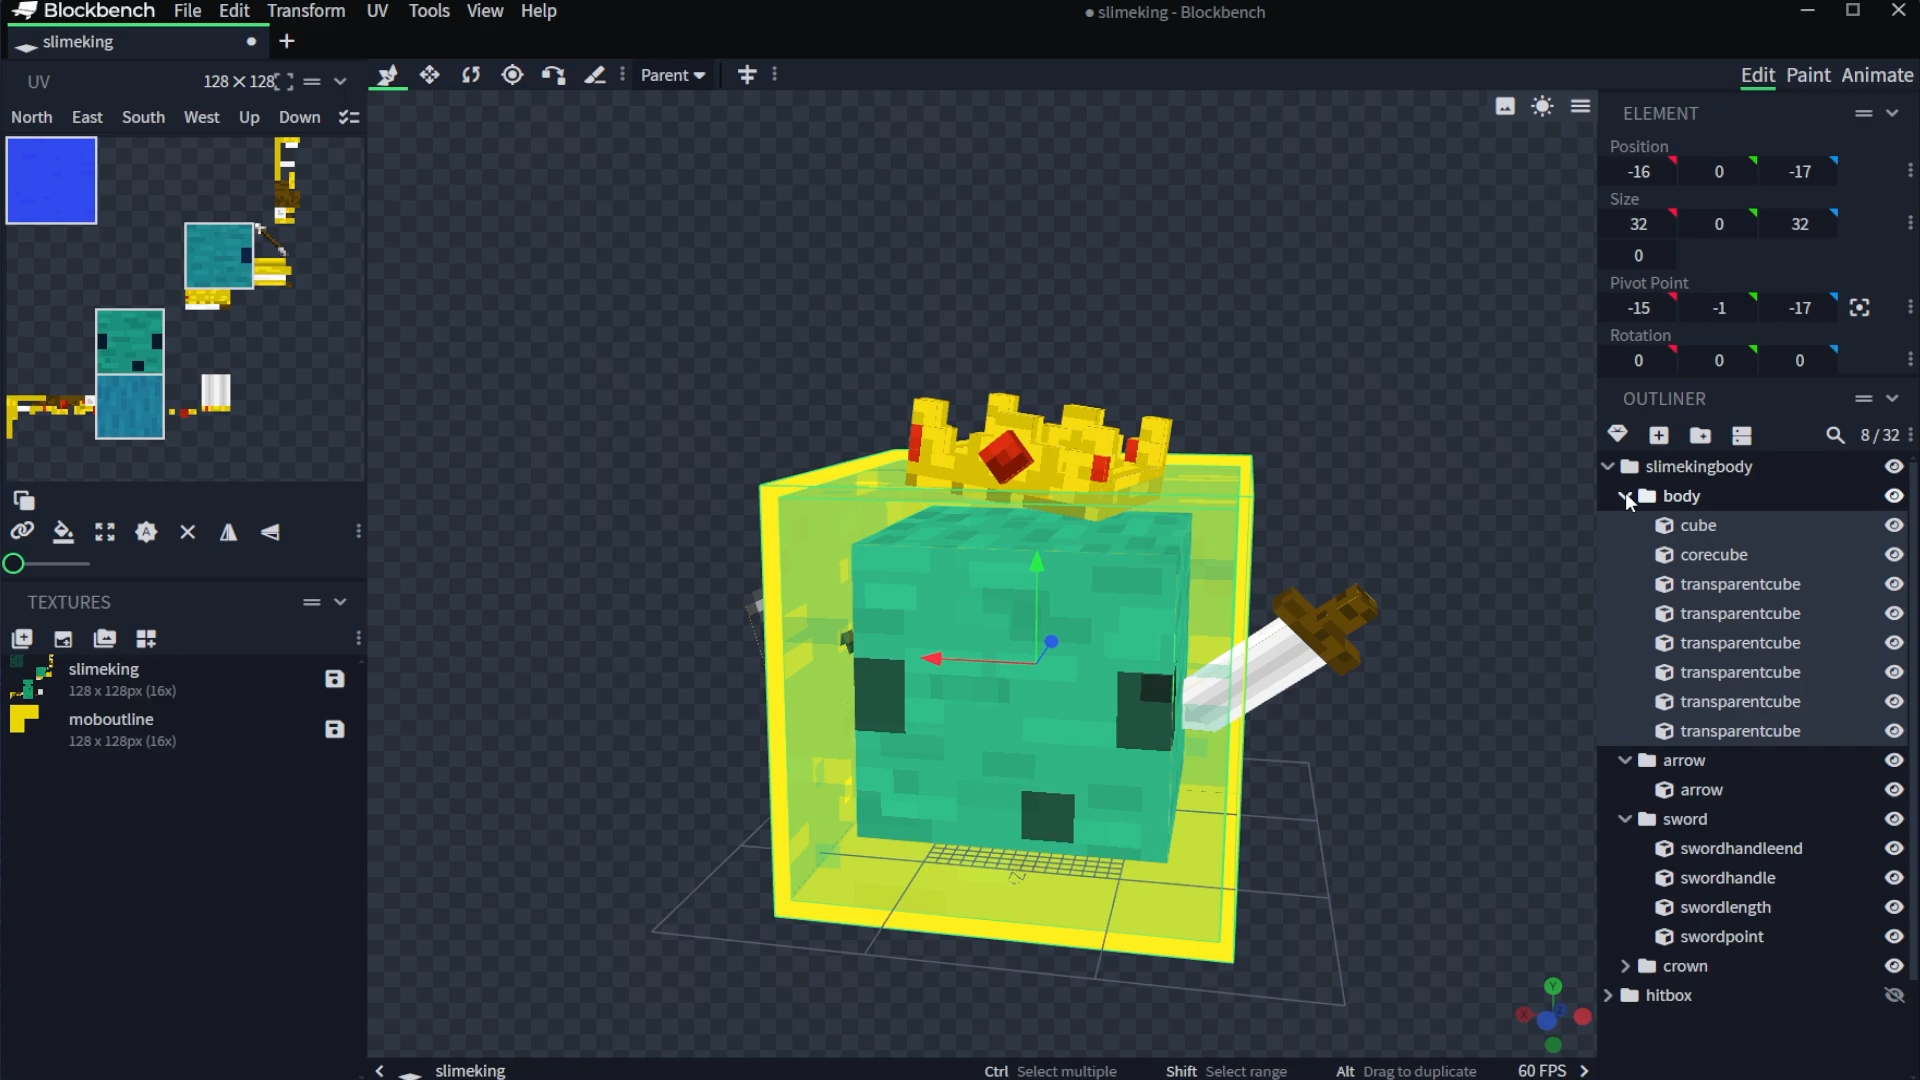 Blockbench File Edit Transform UV Tools View Help
● slimeking - Blockbench
slimeking
UV 128 × 128
North East South West Up Down
Parent
Edit Paint Animate
ELEMENT
Position
-16 0 -17
Size
32 0 32
0
Pivot Point
-15 -1 -17
Rotation
0 0 0
OUTLINER
8 / 32
slimekingbody
body
cube
corecube
transparentcube
transparentcube
transparentcube
transparentcube
transparentcube
transparentcube
arrow
arrow
sword
swordhandleend
swordhandle
swordlength
swordpoint
crown
hitbox
TEXTURES
slimeking
128 x 128px (16x)
moboutline
128 x 128px (16x)
N
Y
X
slimeking
Ctrl Select multiple Shift Select range Alt Drag to duplicate 60 FPS